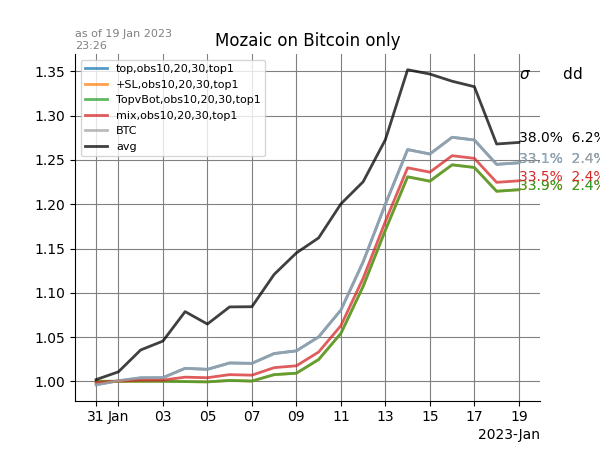 as of 19 Jan 2023
23:26
Mozaic on Bitcoin only
top,obs10,20,30,top1
+SL,obs10,20,30,top1
TopvBot,obs10,20,30,top1
mix,obs10,20,30,top1
BTC
avg
σ dd
1.35
1.30
1.25
1.20
1.15
1.10
1.05
1.00
38.0% 6.2%
33.1% 2.4%
33.5% 2.4%
33.9% 2.4%
31 Jan 03 05 07 09 11 13 15 17 19
2023-Jan